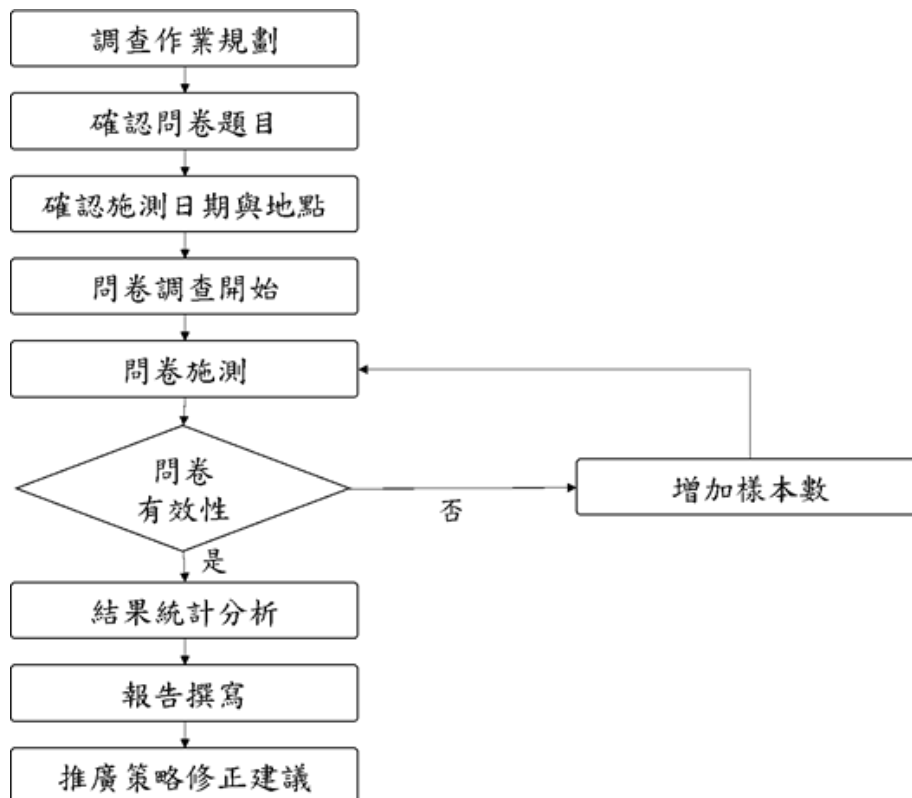 調查作業規劃
確認問卷題目
確認施測日期與地點
問卷調查開始
問卷施測
問卷
有效性
否
增加樣本數
是
結果統計分析
報告撰寫
推廣策略修正建議